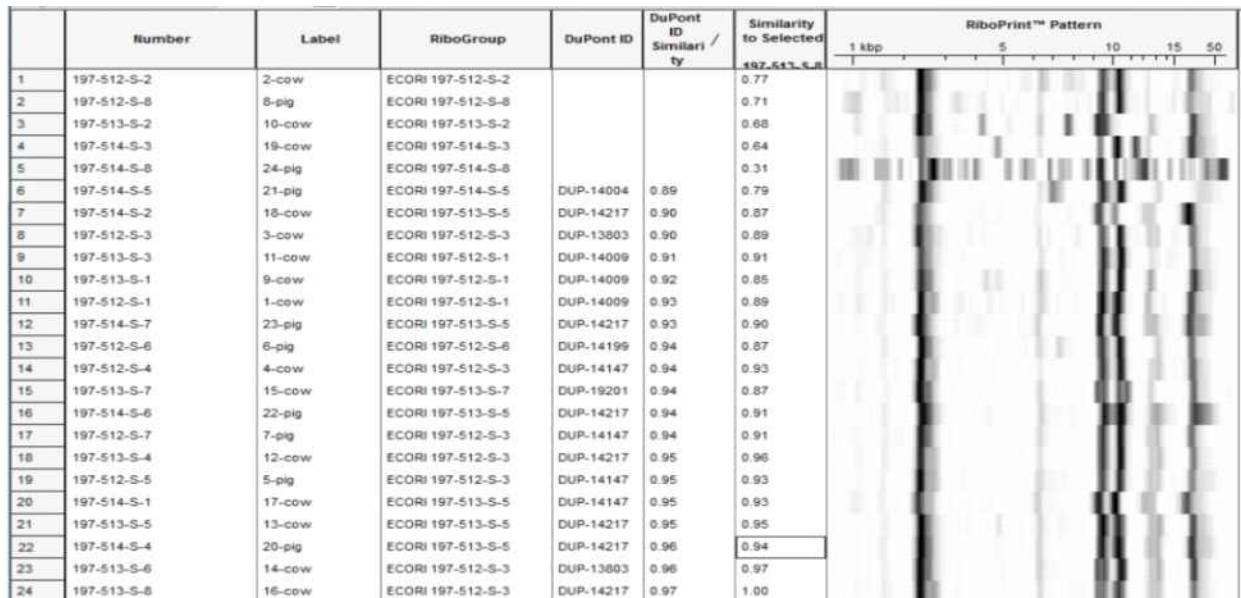 Number Label RiboGroup DuPont ID DuPont ID Similari / ty Similarity to Selected 197-513-S-8 RiboPrint™ Pattern
1 kbp 5 10 15 50
1 197-512-S-2 2-cow ECORI 197-512-S-2 0.77
2 197-512-S-8 8-pig ECORI 197-512-S-8 0.71
3 197-513-S-2 10-cow ECORI 197-513-S-2 0.68
4 197-514-S-3 19-cow ECORI 197-514-S-3 0.64
5 197-514-S-8 24-pig ECORI 197-514-S-8 0.31
6 197-514-S-5 21-pig ECORI 197-514-S-5 DUP-14004 0.89 0.79
7 197-514-S-2 18-cow ECORI 197-513-S-5 DUP-14217 0.90 0.87
8 197-512-S-3 3-cow ECORI 197-512-S-3 DUP-13803 0.90 0.89
9 197-513-S-3 11-cow ECORI 197-512-S-1 DUP-14009 0.91 0.91
10 197-513-S-1 9-cow ECORI 197-512-S-1 DUP-14009 0.92 0.85
11 197-512-S-1 1-cow ECORI 197-512-S-1 DUP-14009 0.93 0.89
12 197-514-S-7 23-pig ECORI 197-513-S-5 DUP-14217 0.93 0.90
13 197-512-S-6 6-pig ECORI 197-512-S-6 DUP-14199 0.94 0.87
14 197-512-S-4 4-cow ECORI 197-512-S-3 DUP-14147 0.94 0.93
15 197-513-S-7 15-cow ECORI 197-513-S-7 DUP-19201 0.94 0.87
16 197-514-S-6 22-pig ECORI 197-513-S-5 DUP-14217 0.94 0.91
17 197-512-S-7 7-pig ECORI 197-512-S-3 DUP-14147 0.94 0.91
18 197-513-S-4 12-cow ECORI 197-512-S-3 DUP-14217 0.95 0.96
19 197-512-S-5 5-pig ECORI 197-512-S-3 DUP-14147 0.95 0.93
20 197-514-S-1 17-cow ECORI 197-513-S-5 DUP-14147 0.95 0.93
21 197-513-S-5 13-cow ECORI 197-513-S-5 DUP-14217 0.95 0.95
22 197-514-S-4 20-pig ECORI 197-513-S-5 DUP-14217 0.96 0.94
23 197-513-S-6 14-cow ECORI 197-512-S-3 DUP-13803 0.96 0.97
24 197-513-S-8 16-cow ECORI 197-512-S-3 DUP-14217 0.97 1.00